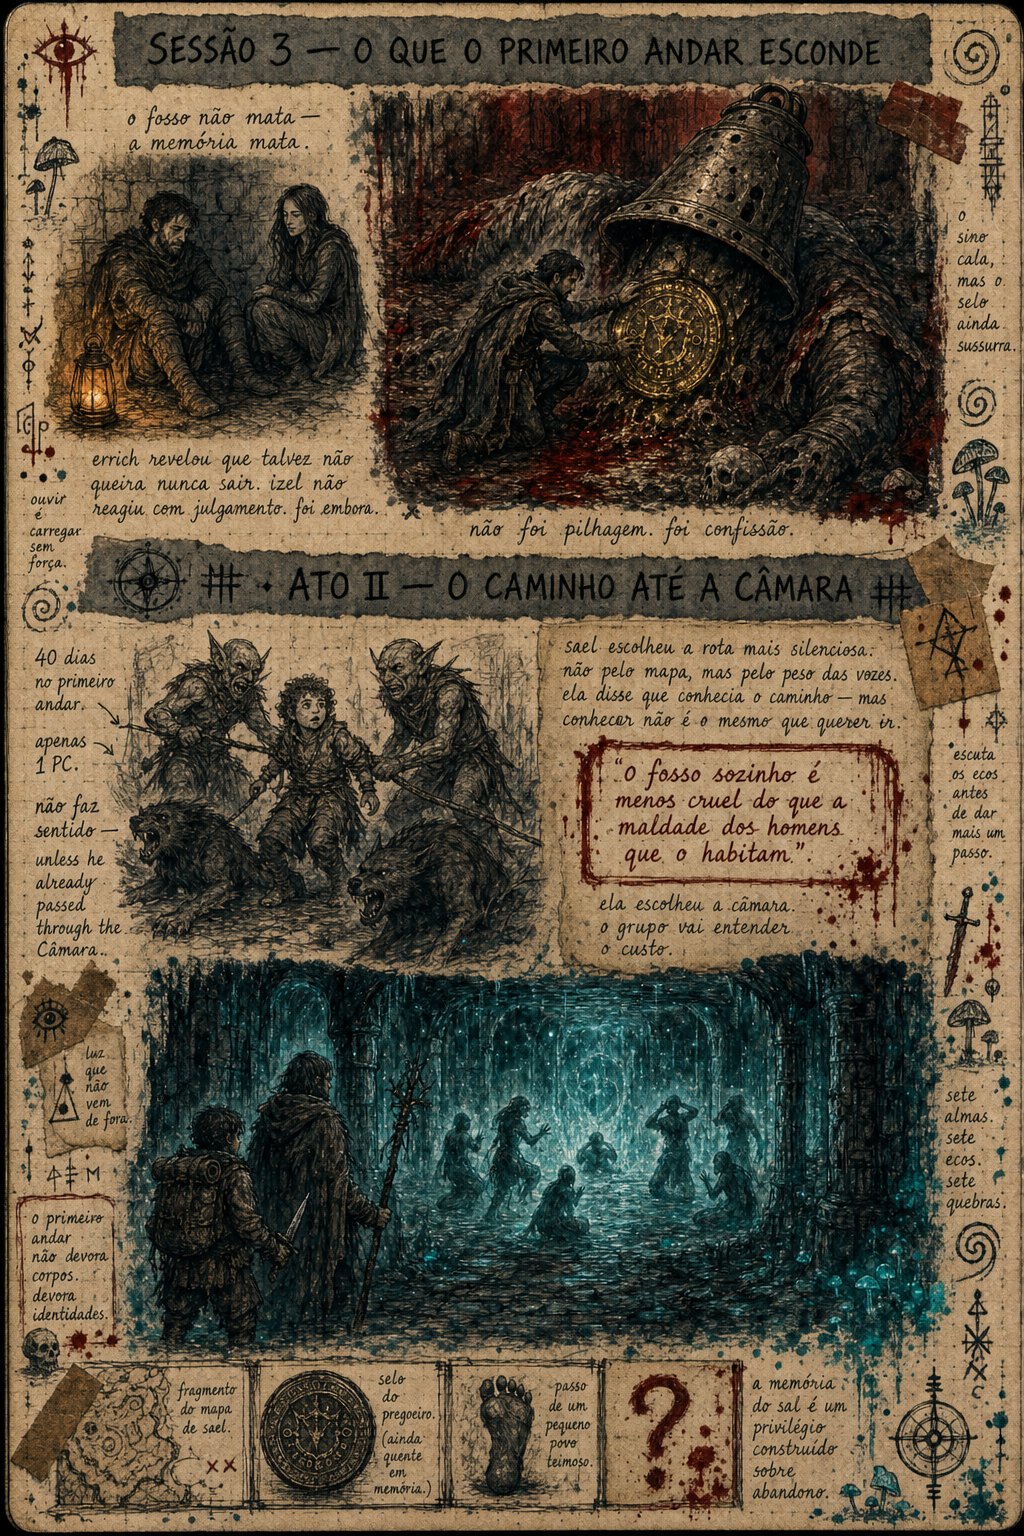 SESSÃO 3 — O QUE O PRIMEIRO ANDAR ESCONDE
o fosso não mata —
a memória mata.
o
sino
cala,
mas o
selo
ainda
sussurra.
errich revelou que talvez não
queira nunca sair. izel não
reagiu com julgamento. foi embora.
ouvir
é
carregar
sem
força.
não foi pilhagem. foi confissão.
ATO II — O CAMINHO ATÉ A CÂMARA
40 dias
no primeiro
andar.
apenas
1 PC.
não faz
sentido —
unless he
already
passed
through the
Câmara..
sael escolheu a rota mais silenciosa:
não pelo mapa, mas pelo peso das vozes.
ela disse que conhecia o caminho — mas
conhecer não é o mesmo que querer ir.
"o fosso sozinho é
menos cruel do que a
maldade dos homens
que o habitam".
ela escolheu a câmara.
o grupo vai entender
o custo.
escuta
os ecos
antes
de dar
mais um
passo.
luz
que
não
vem
de fora.
sete
almas.
sete
ecos.
sete
quebras.
o primeiro
andar
não devora
corpos.
devora
identidades.
fragmento
do mapa
de sael.
selo
do
pregoeiro.
(ainda
quente
em
memória.)
passo
de um
pequeno
povo
teimoso.
?
a memória
do sal é um
privilégio
construído
sobre
abandono.